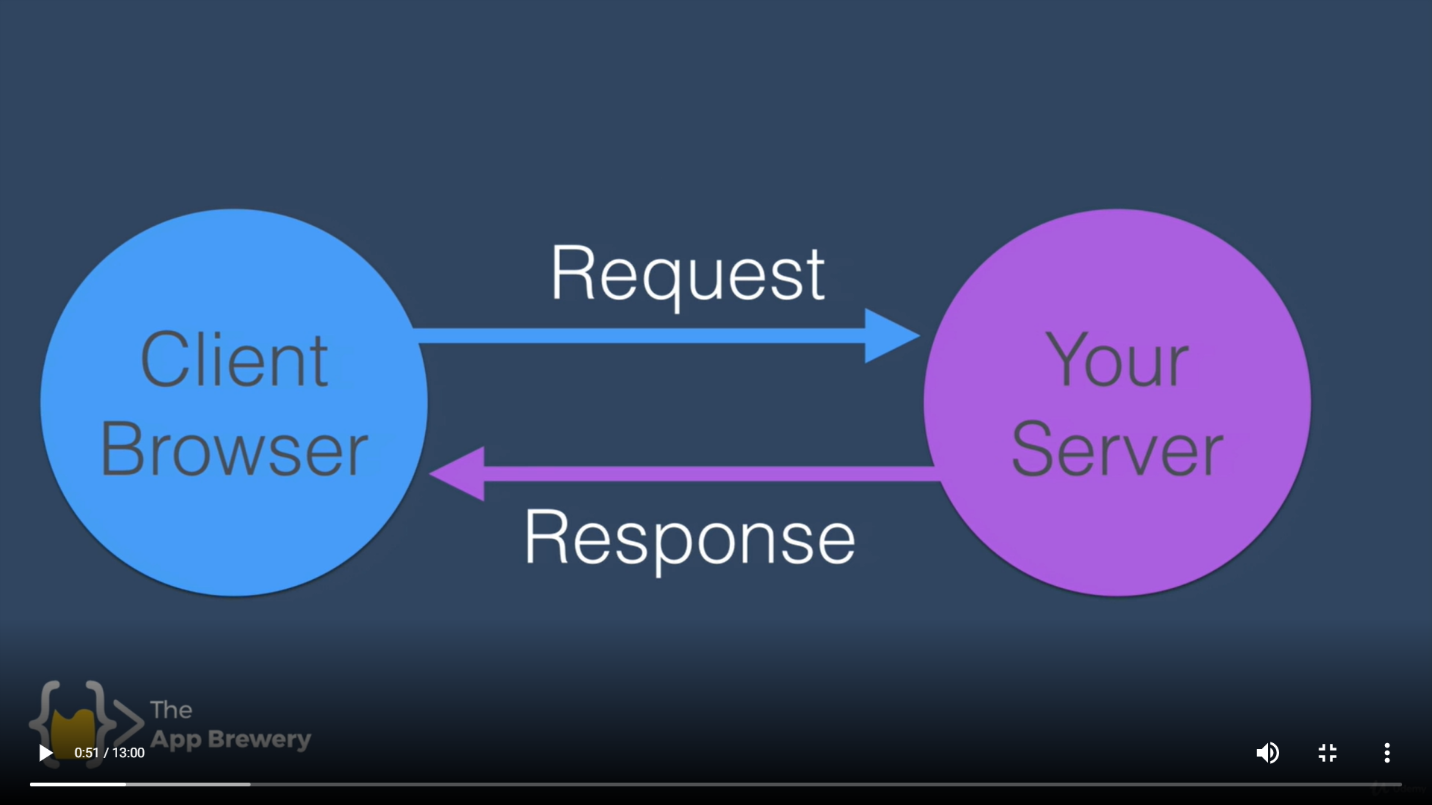 Request
Client
Browser
Your
Server
Response
The
App Brewery
0:51 / 13:00